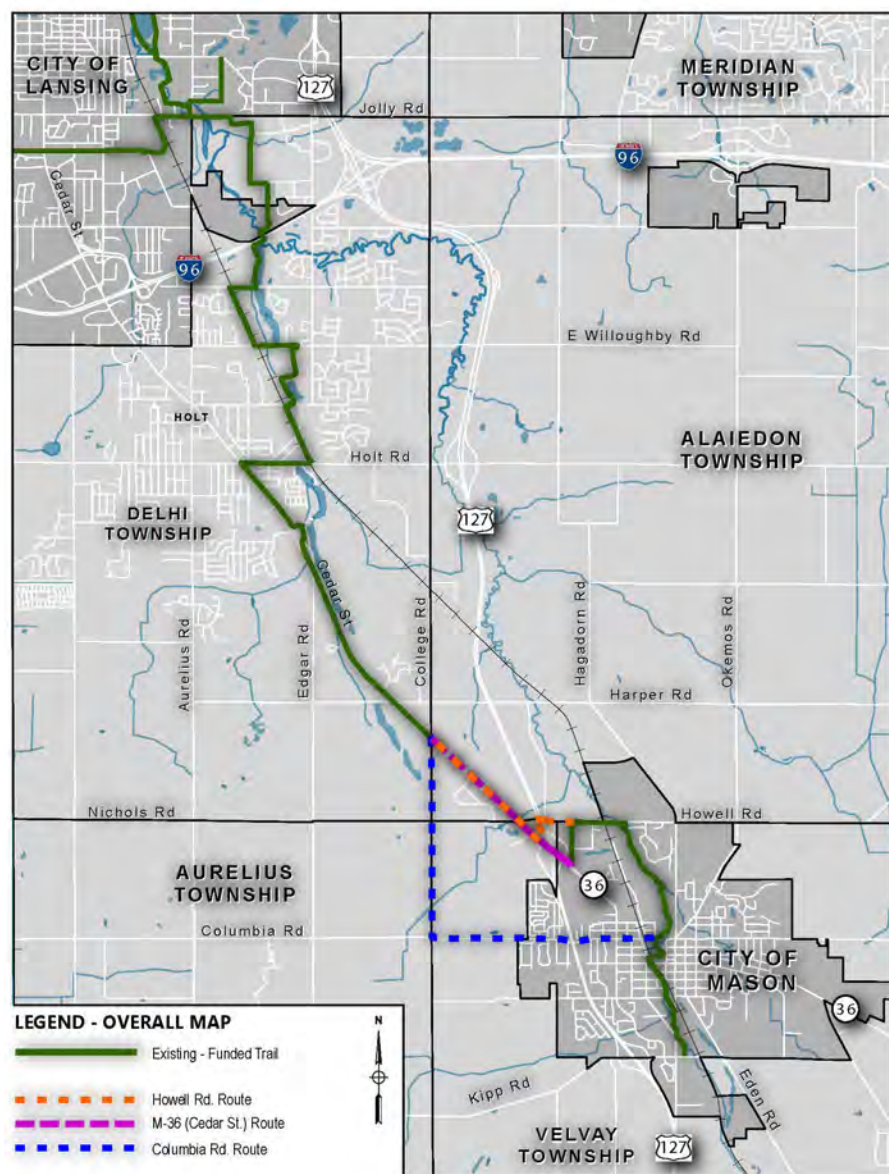 CITY OF
LANSING
127
Jolly Rd
MERIDIAN
TOWNSHIP
96
Cedar St
96
E Willoughby Rd
HOLT
Holt Rd
ALAIEDON
TOWNSHIP
DELHI
TOWNSHIP
127
Cedar St
Aurelius Rd
Edgar Rd
College Rd
Hagadorn Rd
Okemos Rd
Harper Rd
Nichols Rd
Howell Rd
AURELIUS
TOWNSHIP
36
Columbia Rd
CITY OF
MASON
36
LEGEND - OVERALL MAP
N
Existing - Funded Trail
Howell Rd. Route
M-36 (Cedar St.) Route
Columbia Rd. Route
Kipp Rd
Eden Rd
VELVAY
TOWNSHIP
127